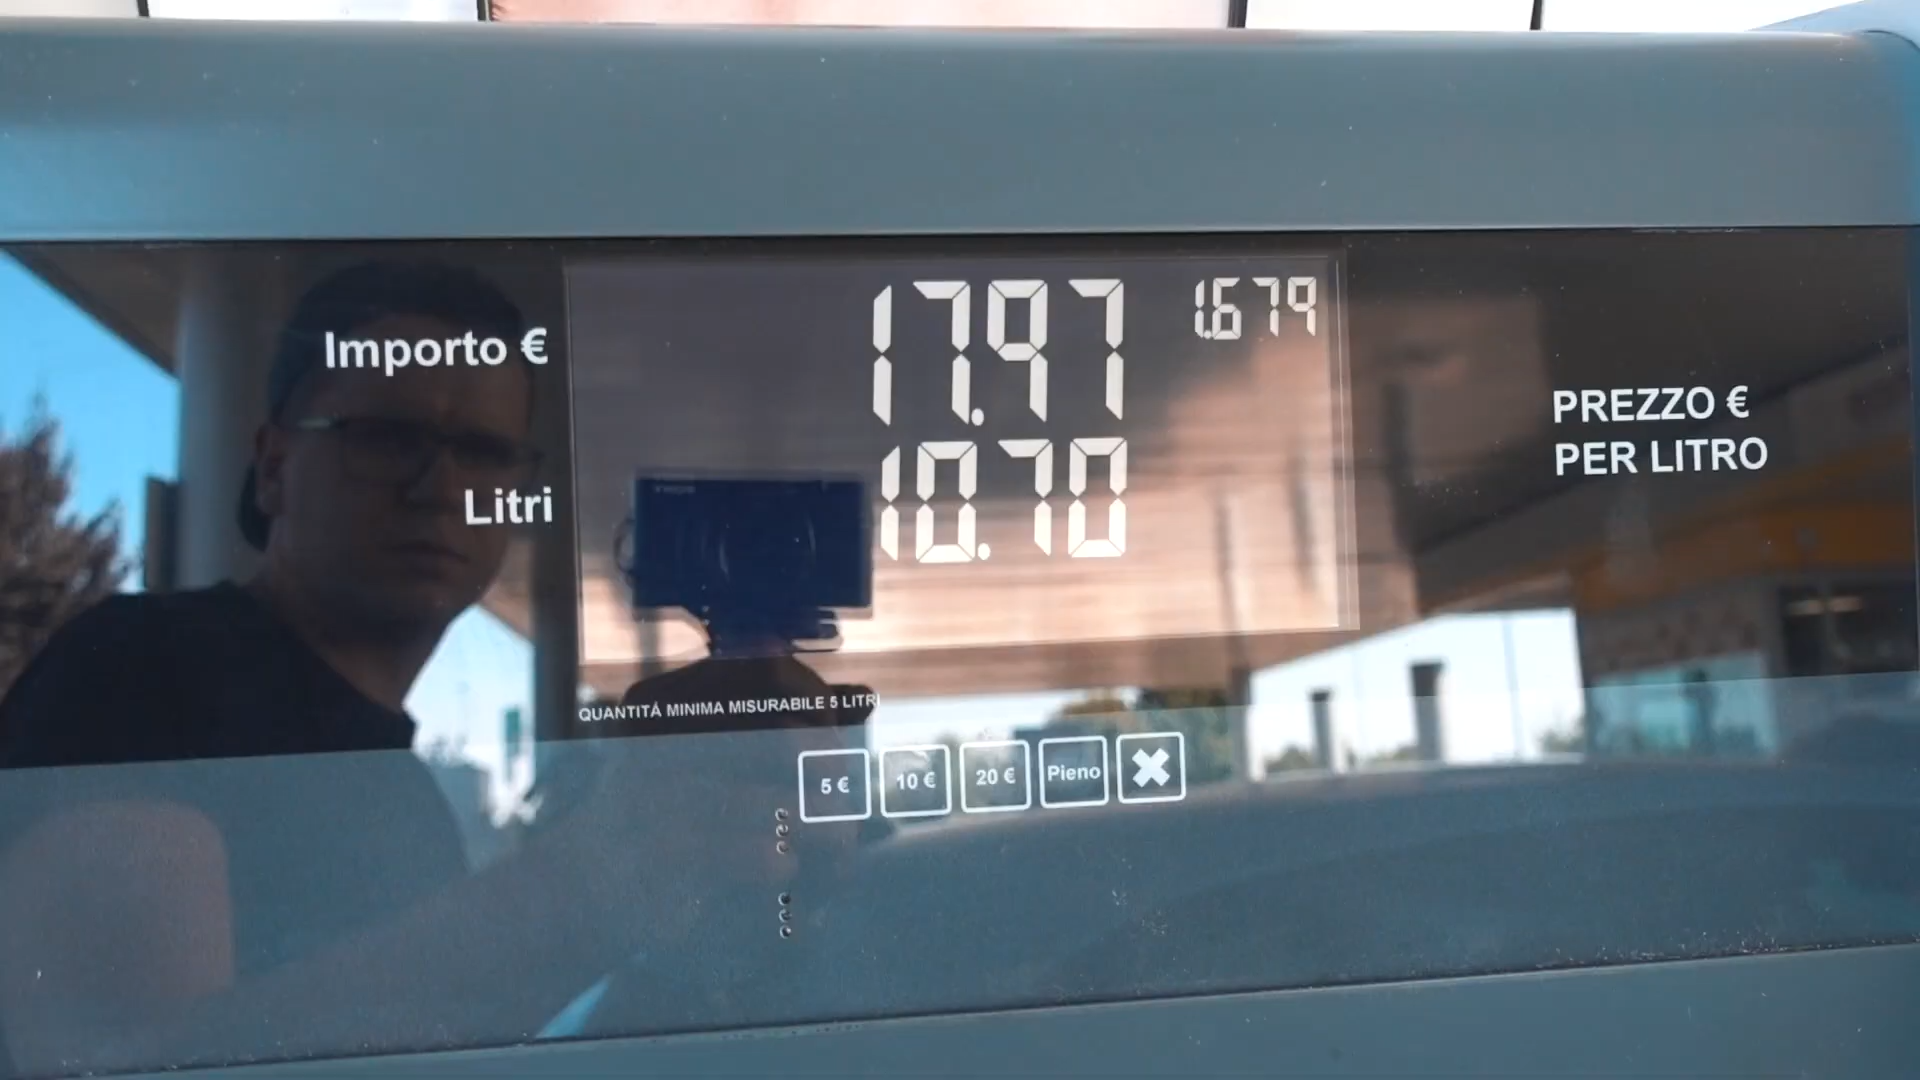 Importo € 17.97 1.679
PREZZO €
PER LITRO
Litri 10.70
QUANTITÁ MINIMA MISURABILE 5 LITRI
5 € 10 € 20 € Pieno ✖